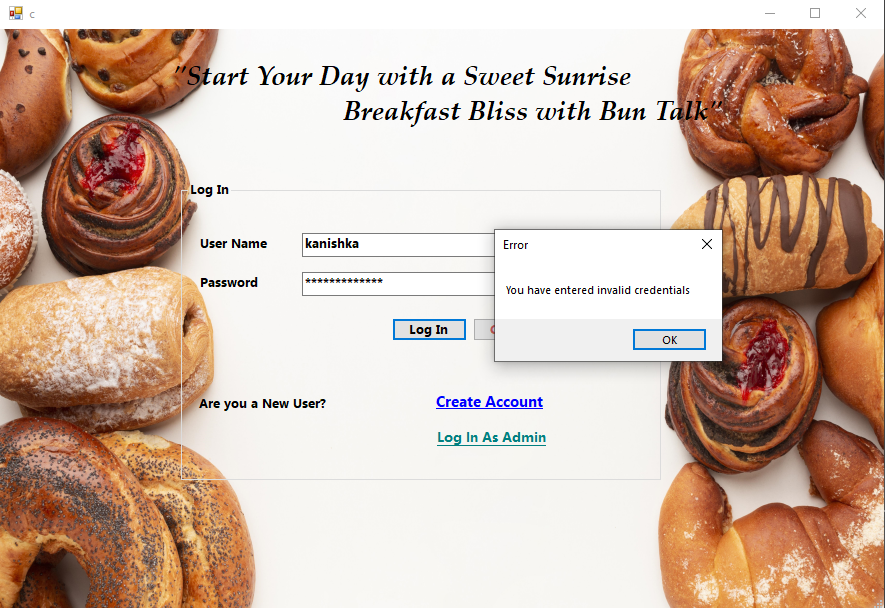 c
"Start Your Day with a Sweet Sunrise
Breakfast Bliss with Bun Talk"
Log In
User Name
kanishka
Error
You have entered invalid credentials
Password
*************
Log In
OK
Are you a New User?
Create Account
Log In As Admin